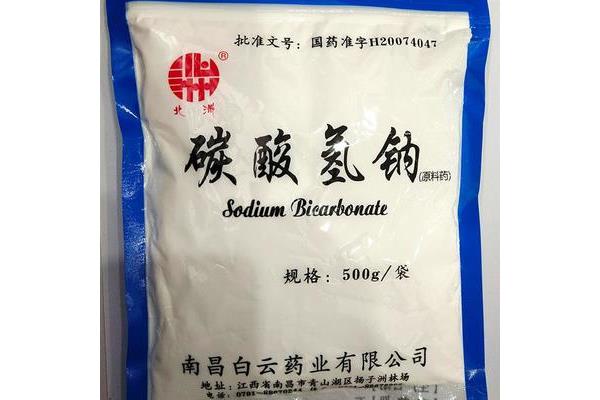 批准文号：国药准字H20074047
®
碳酸氢钠(原料药)
Sodium Bicarbonate
规格：500g/袋
南昌白云药业有限公司
地址：江西省南昌市青山湖区扬子洲林场
电话：0791-